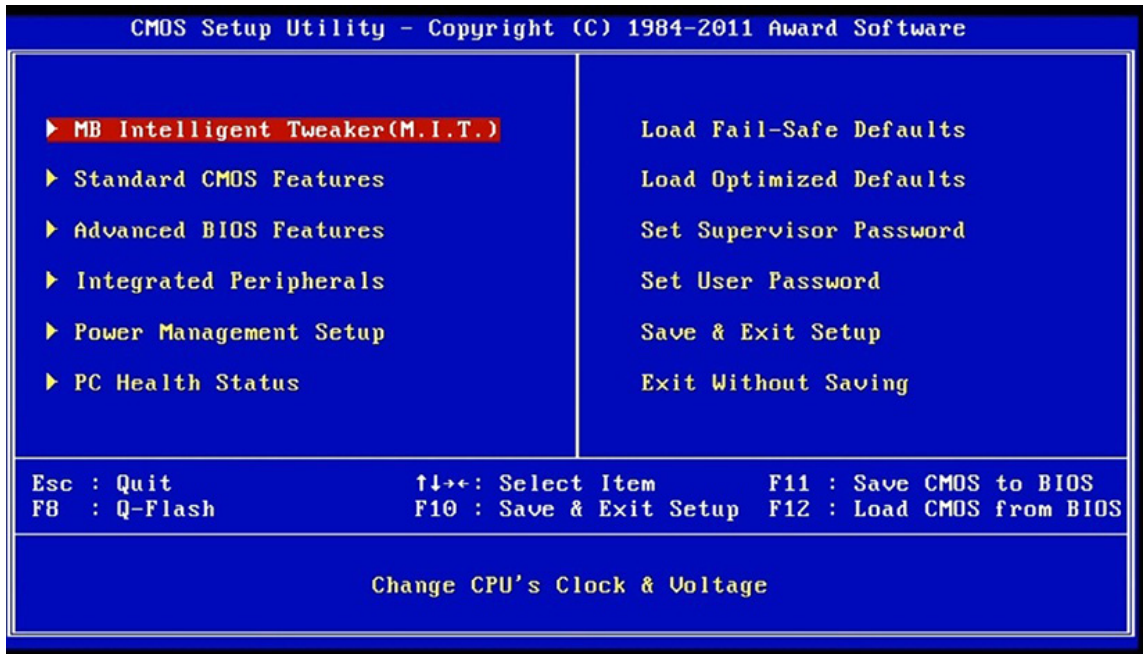 CMOS Setup Utility - Copyright (C) 1984-2011 Award Software
▶ MB Intelligent Tweaker(M.I.T.)
▶ Standard CMOS Features
▶ Advanced BIOS Features
▶ Integrated Peripherals
▶ Power Management Setup
▶ PC Health Status
Load Fail-Safe Defaults
Load Optimized Defaults
Set Supervisor Password
Set User Password
Save & Exit Setup
Exit Without Saving
Esc : Quit ↑↓→←: Select Item F11 : Save CMOS to BIOS
F8 : Q-Flash F10 : Save & Exit Setup F12 : Load CMOS from BIOS
Change CPU's Clock & Voltage